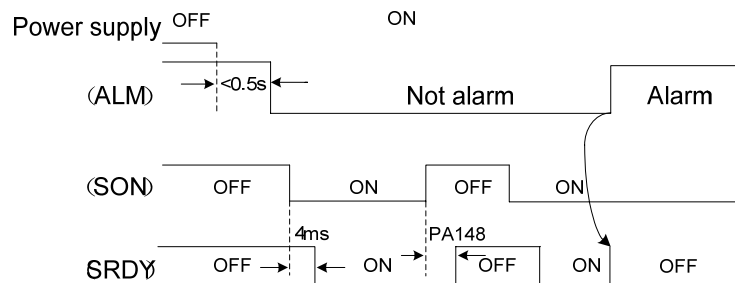 Power supply OFF ON
(ALM) <0.5s Not alarm Alarm
(SON) OFF ON OFF ON
4ms PA148
SRDY OFF ON OFF ON OFF